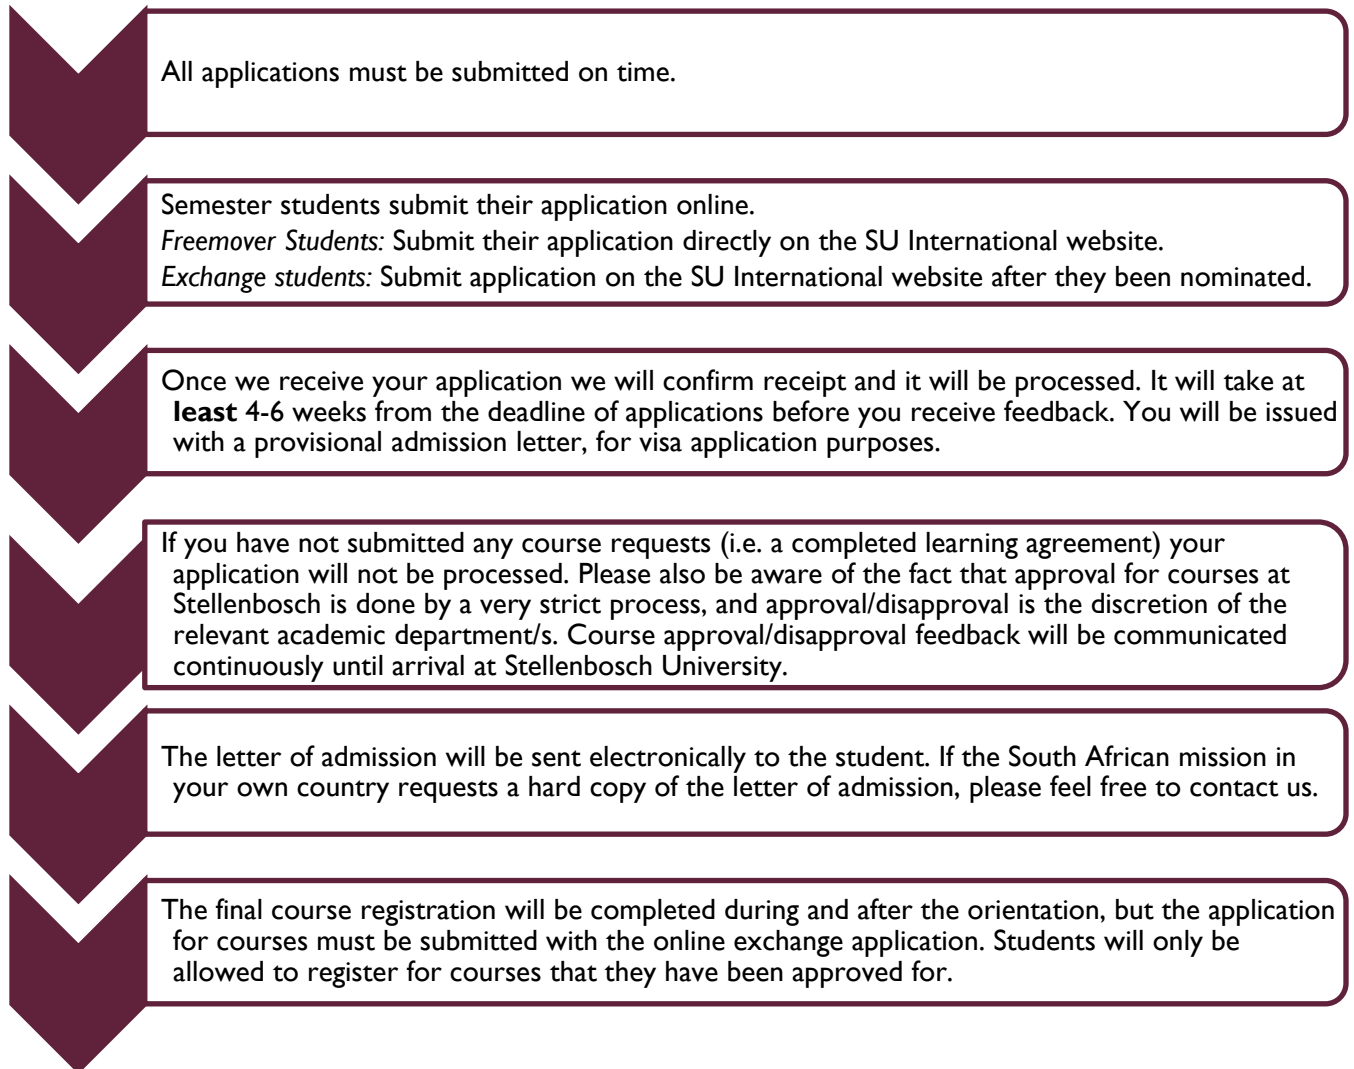 All applications must be submitted on time.
Semester students submit their application online.
Freemover Students: Submit their application directly on the SU International website.
Exchange students: Submit application on the SU International website after they been nominated.
Once we receive your application we will confirm receipt and it will be processed. It will take at
least 4-6 weeks from the deadline of applications before you receive feedback. You will be issued
with a provisional admission letter, for visa application purposes.
If you have not submitted any course requests (i.e. a completed learning agreement) your
application will not be processed. Please also be aware of the fact that approval for courses at
Stellenbosch is done by a very strict process, and approval/disapproval is the discretion of the
relevant academic department/s. Course approval/disapproval feedback will be communicated
continuously until arrival at Stellenbosch University.
The letter of admission will be sent electronically to the student. If the South African mission in
your own country requests a hard copy of the letter of admission, please feel free to contact us.
The final course registration will be completed during and after the orientation, but the application
for courses must be submitted with the online exchange application. Students will only be
allowed to register for courses that they have been approved for.